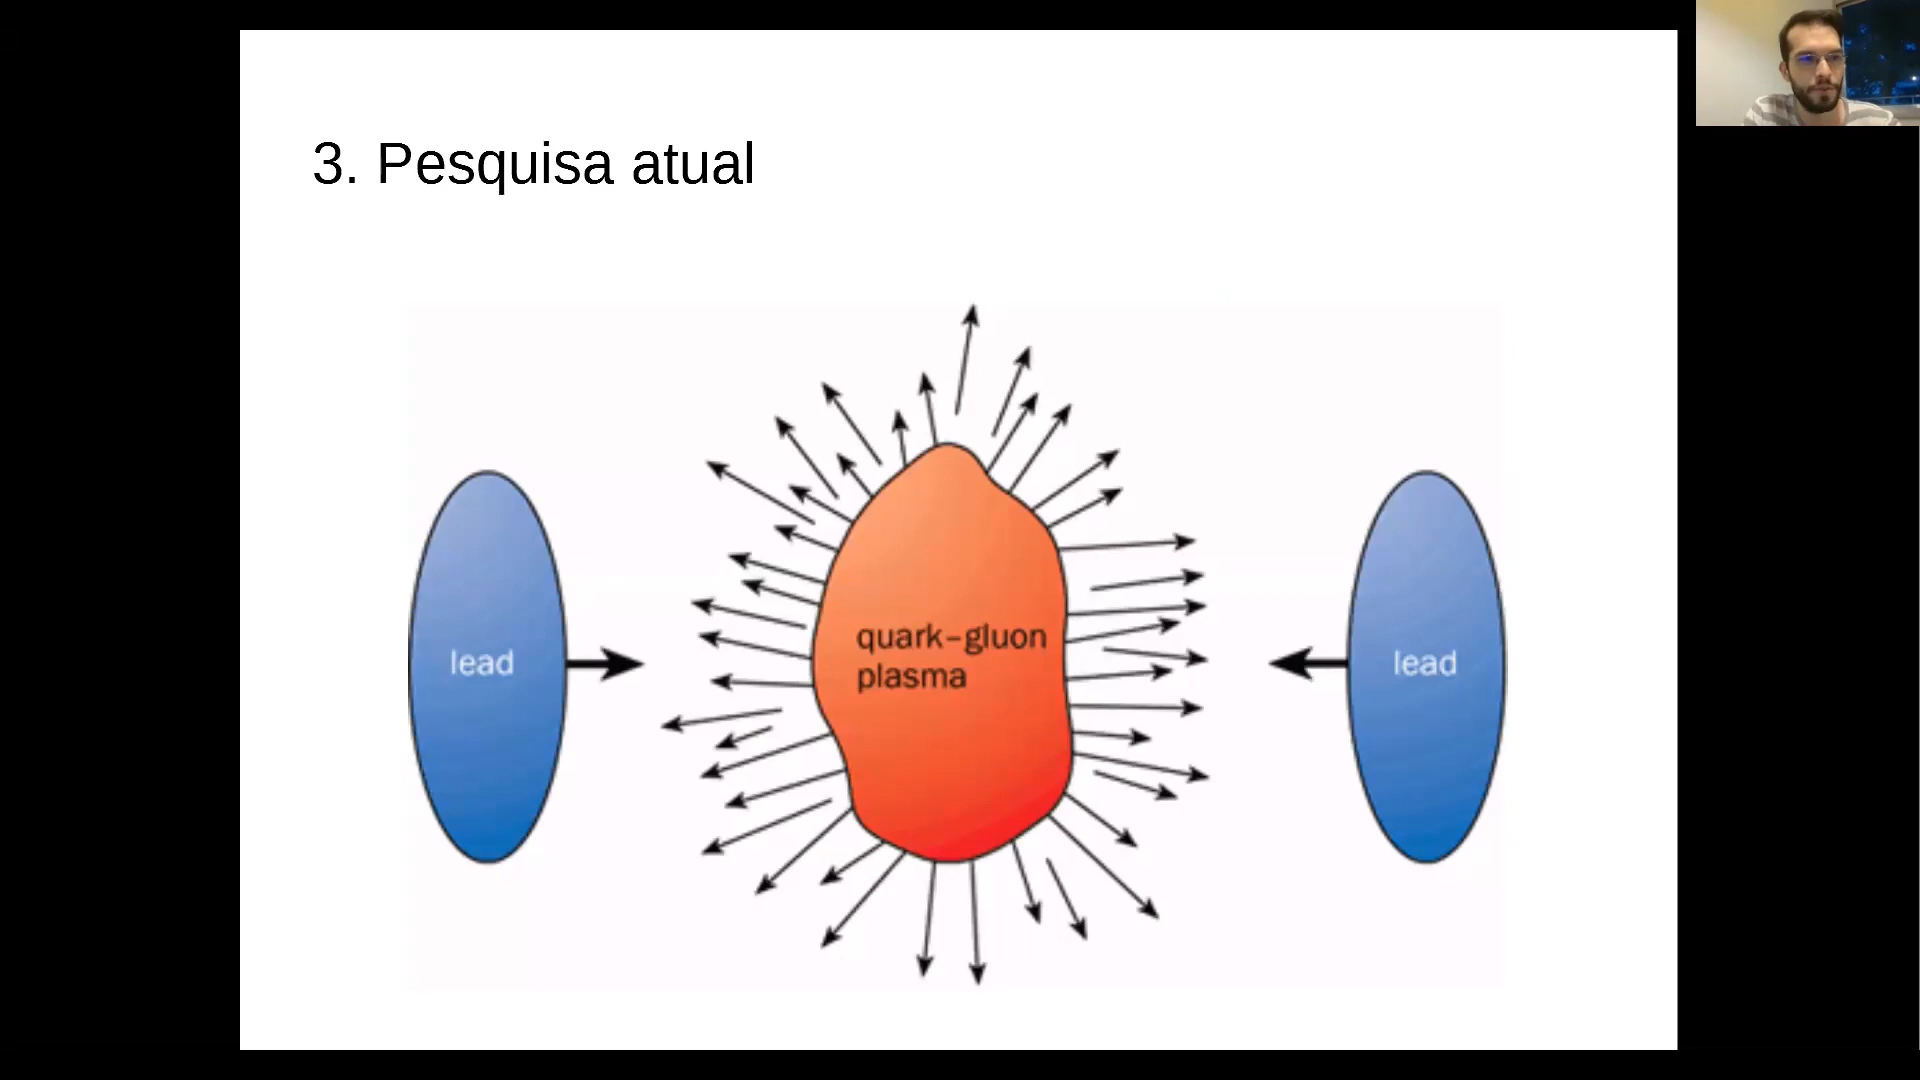 3. Pesquisa atual
lead
quark–gluon
plasma
lead